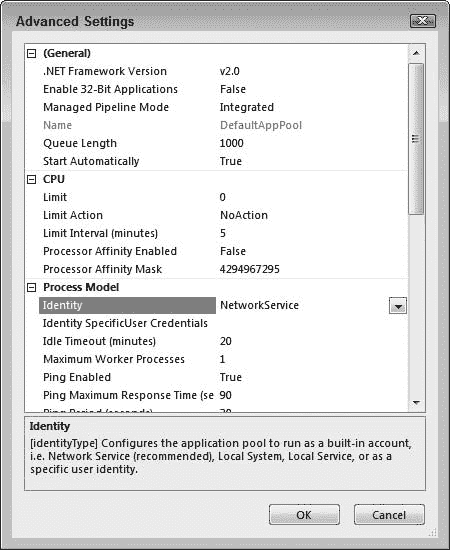 Advanced Settings
(General)
.NET Framework Version v2.0
Enable 32-Bit Applications False
Managed Pipeline Mode Integrated
Name DefaultAppPool
Queue Length 1000
Start Automatically True
CPU
Limit 0
Limit Action NoAction
Limit Interval (minutes) 5
Processor Affinity Enabled False
Processor Affinity Mask 4294967295
Process Model
Identity NetworkService
Identity SpecificUser Credentials
Idle Timeout (minutes) 20
Maximum Worker Processes 1
Ping Enabled True
Ping Maximum Response Time (se 90
Identity
[identityType] Configures the application pool to run as a built-in account,
i.e. Network Service (recommended), Local System, Local Service, or as a
specific user identity.
OK Cancel